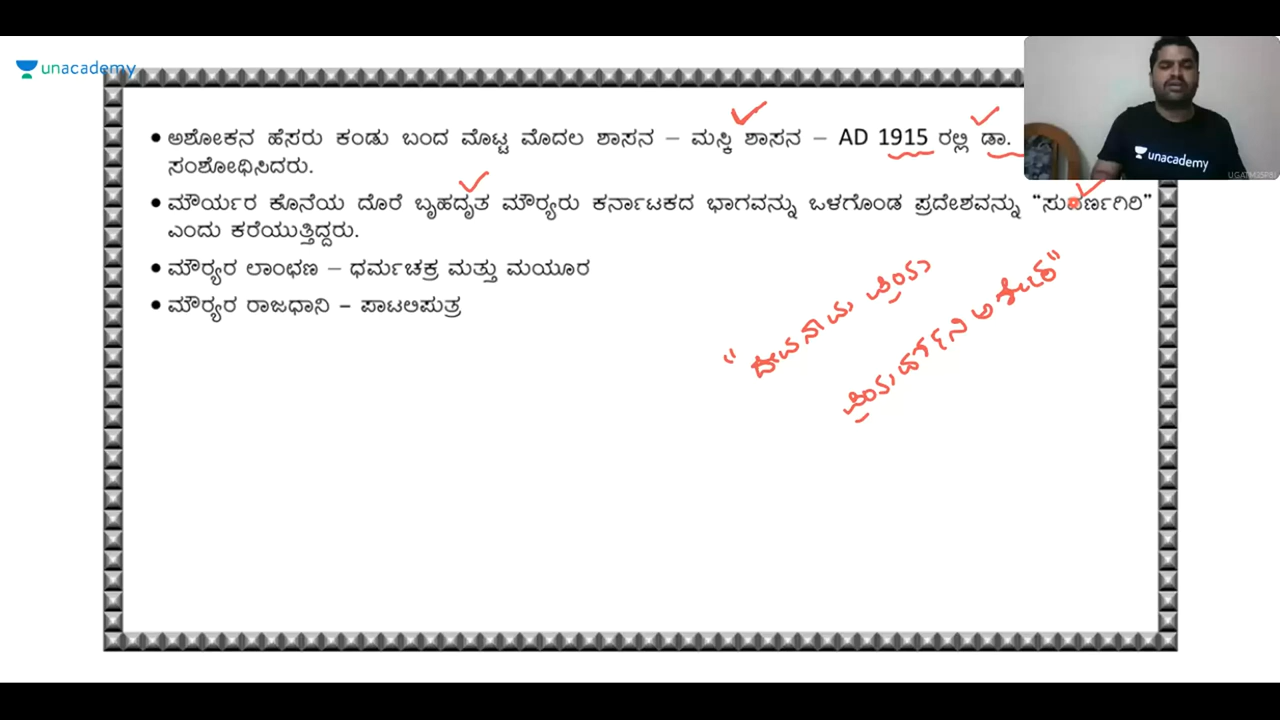 unacademy
• ಅಶೋಕನ ಹೆಸರು ಕಂಡು ಬಂದ ಮೊಟ್ಟ ಮೊದಲ ಶಾಸನ – ಮಸ್ಕಿ ಶಾಸನ – AD 1915 ರಲ್ಲಿ ಡಾ.
ಸಂಶೋಧಿಸಿದರು.
• ಮೌರ್ಯರ ಕೊನೆಯ ದೊರೆ ಬೃಹದೃತ ಮೌರ‍್ಯರು ಕರ್ನಾಟಕದ ಭಾಗವನ್ನು ಒಳಗೊಂಡ ಪ್ರದೇಶವನ್ನು “ಸುವರ್ಣಗಿರಿ”
ಎಂದು ಕರೆಯುತ್ತಿದ್ದರು.
• ಮೌರ‍್ಯರ ಲಾಂಛಣ – ಧರ್ಮಚಕ್ರ ಮತ್ತು ಮಯೂರ
• ಮೌರ‍್ಯರ ರಾಜಧಾನಿ – ಪಾಟಲಿಪುತ್ರ
unacademy